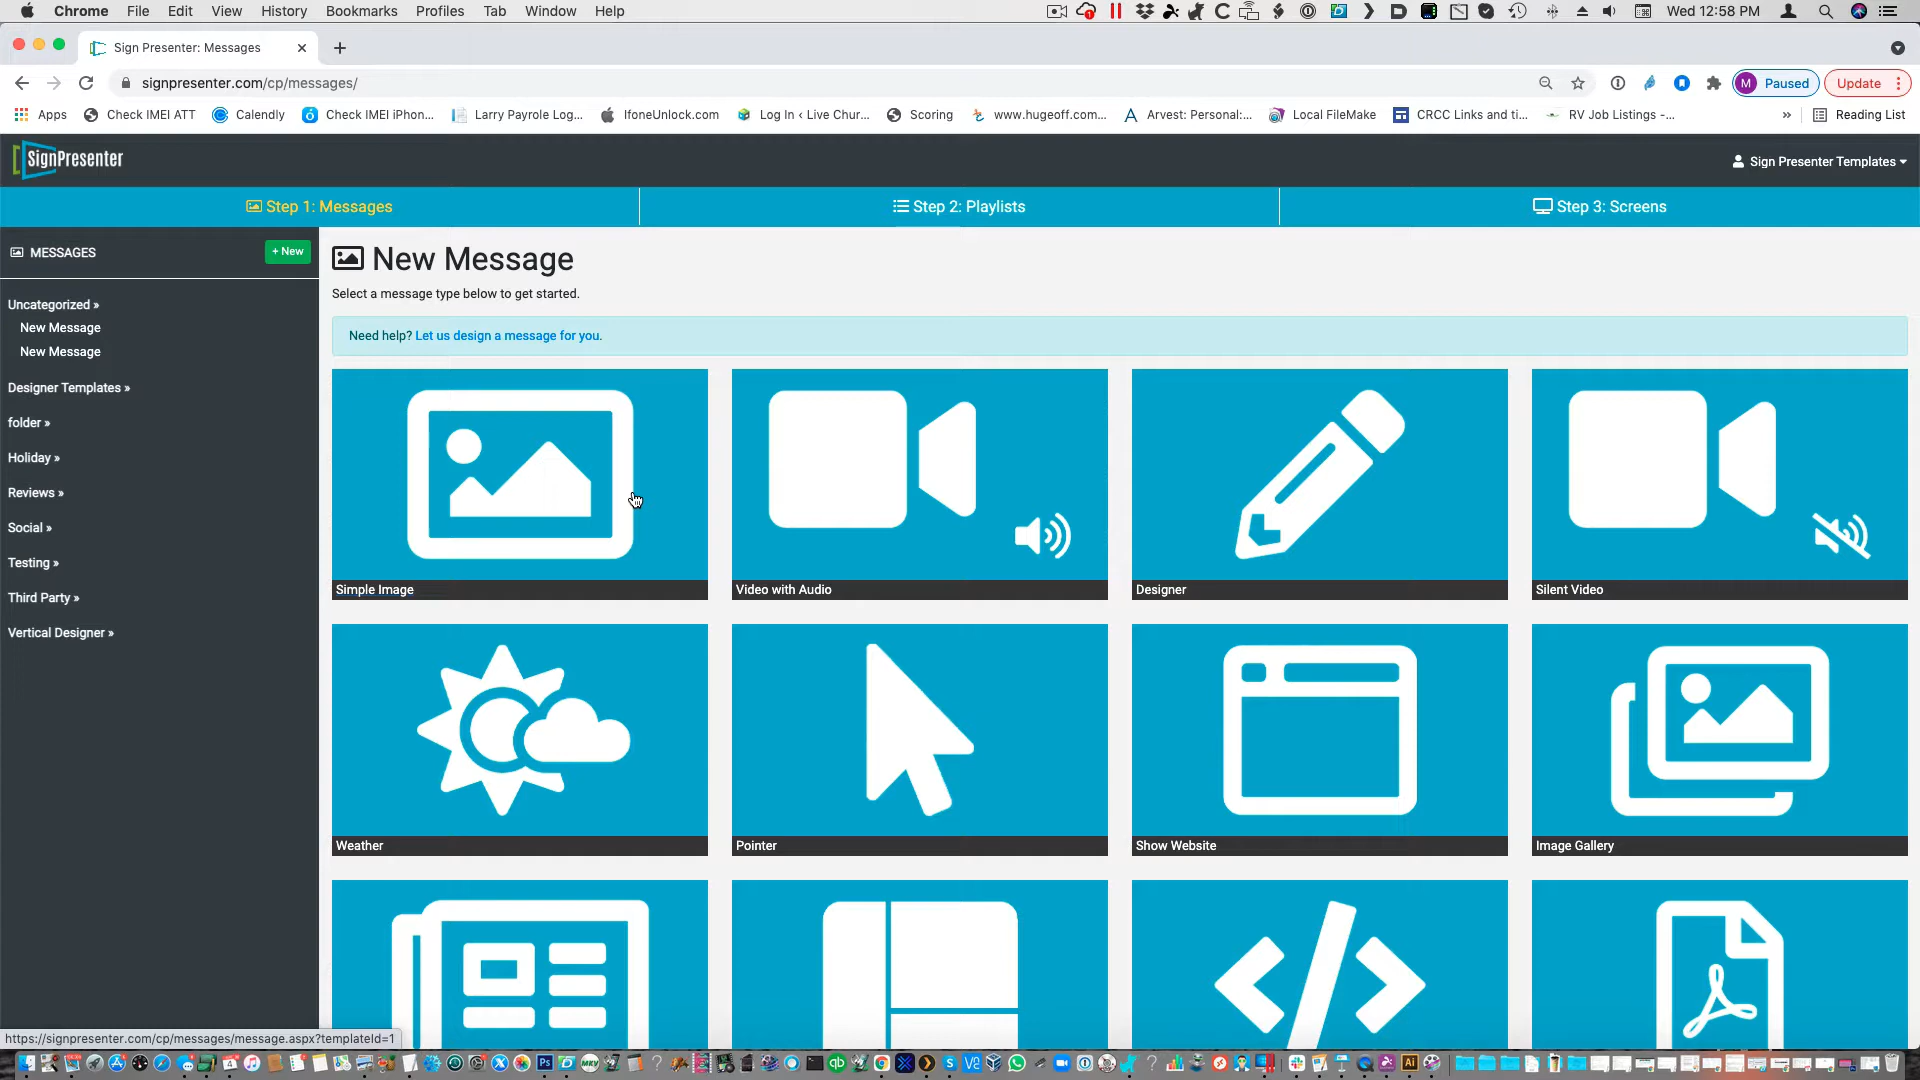 Chrome File Edit View History Bookmarks Profiles Tab Window Help Wed 12:58 PM
Sign Presenter: Messages
signpresenter.com/cp/messages/ M Paused Update
Apps Check IMEI ATT Calendly Check IMEI iPhon... Larry Payrole Log... IfoneUnlock.com Log In ‹ Live Chur... Scoring www.hugeoff.com... Arvest: Personal:... Local FileMake CRCC Links and ti... RV Job Listings -... » Reading List
SignPresenter Sign Presenter Templates
Step 1: Messages Step 2: Playlists Step 3: Screens
MESSAGES + New
Uncategorized »
New Message
New Message
Designer Templates »
folder »
Holiday »
Reviews »
Social »
Testing »
Third Party »
Vertical Designer »
New Message
Select a message type below to get started.
Need help? Let us design a message for you.
Simple Image Video with Audio Designer Silent Video
Weather Pointer Show Website Image Gallery
https://signpresenter.com/cp/messages/message.aspx?templateId=1